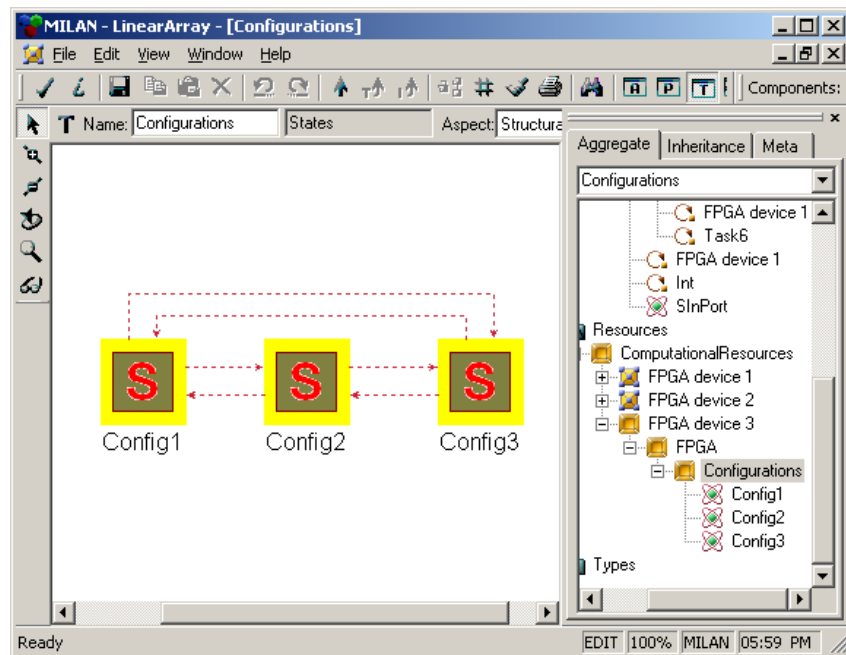 MILAN - LinearArray - [Configurations]
File Edit View Window Help
A P T Components:
T Name: Configurations States Aspect: Structura
Aggregate Inheritance Meta
Configurations
FPGA device 1
Task6
FPGA device 1
Int
SInPort
Resources
ComputationalResources
FPGA device 1
FPGA device 2
FPGA device 3
FPGA
Configurations
Config1
Config2
Config3
Types
S S S
Config1 Config2 Config3
Ready EDIT 100% MILAN 05:59 PM